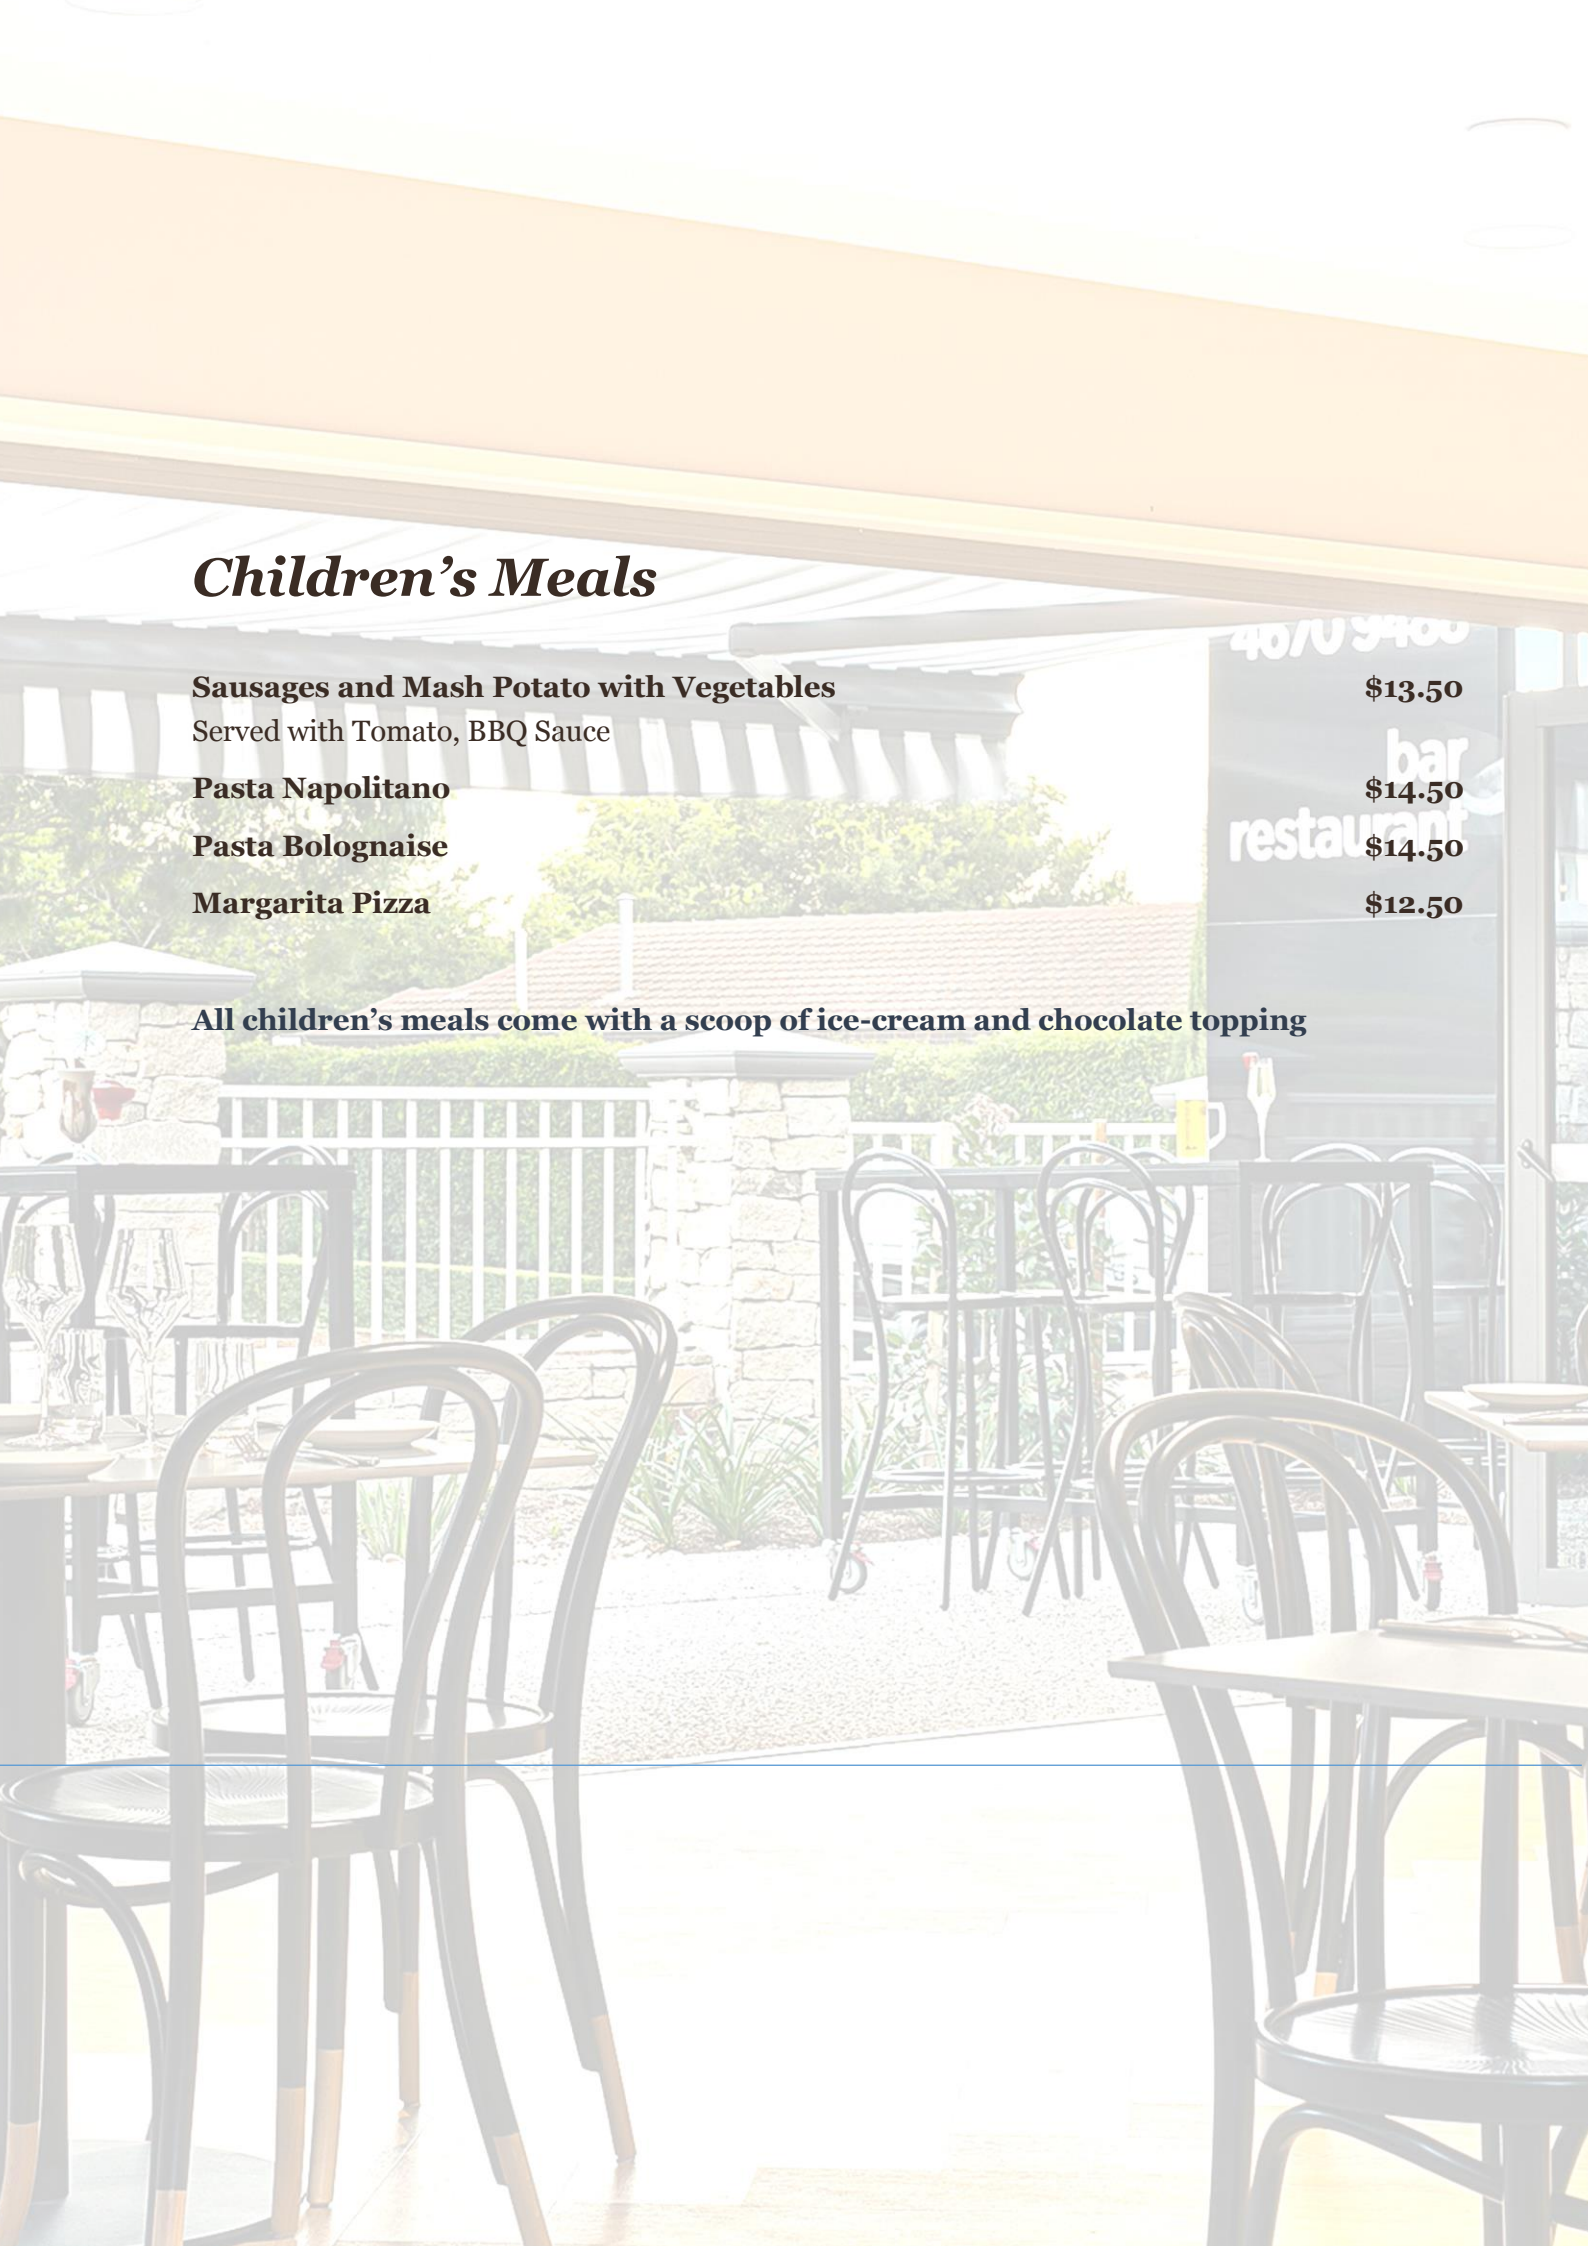 Children’s Meals
Sausages and Mash Potato with Vegetables $13.50
Served with Tomato, BBQ Sauce
Pasta Napolitano $14.50
Pasta Bolognaise $14.50
Margarita Pizza $12.50
All children’s meals come with a scoop of ice-cream and chocolate topping
bar
restaurant